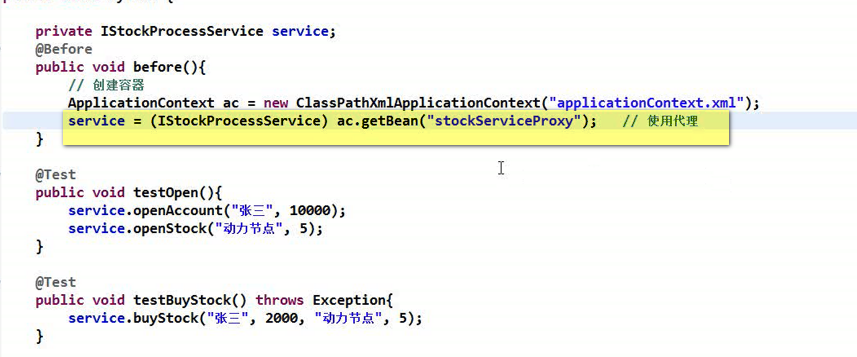 private IStockProcessService service;
@Before
public void before(){
// 创建容器
ApplicationContext ac = new ClassPathXmlApplicationContext("applicationContext.xml");
service = (IStockProcessService) ac.getBean("stockServiceProxy"); // 使用代理
}
@Test
public void testOpen(){
service.openAccount("张三", 10000);
service.openStock("动力节点", 5);
}
@Test
public void testBuyStock() throws Exception{
service.buyStock("张三", 2000, "动力节点", 5);
}